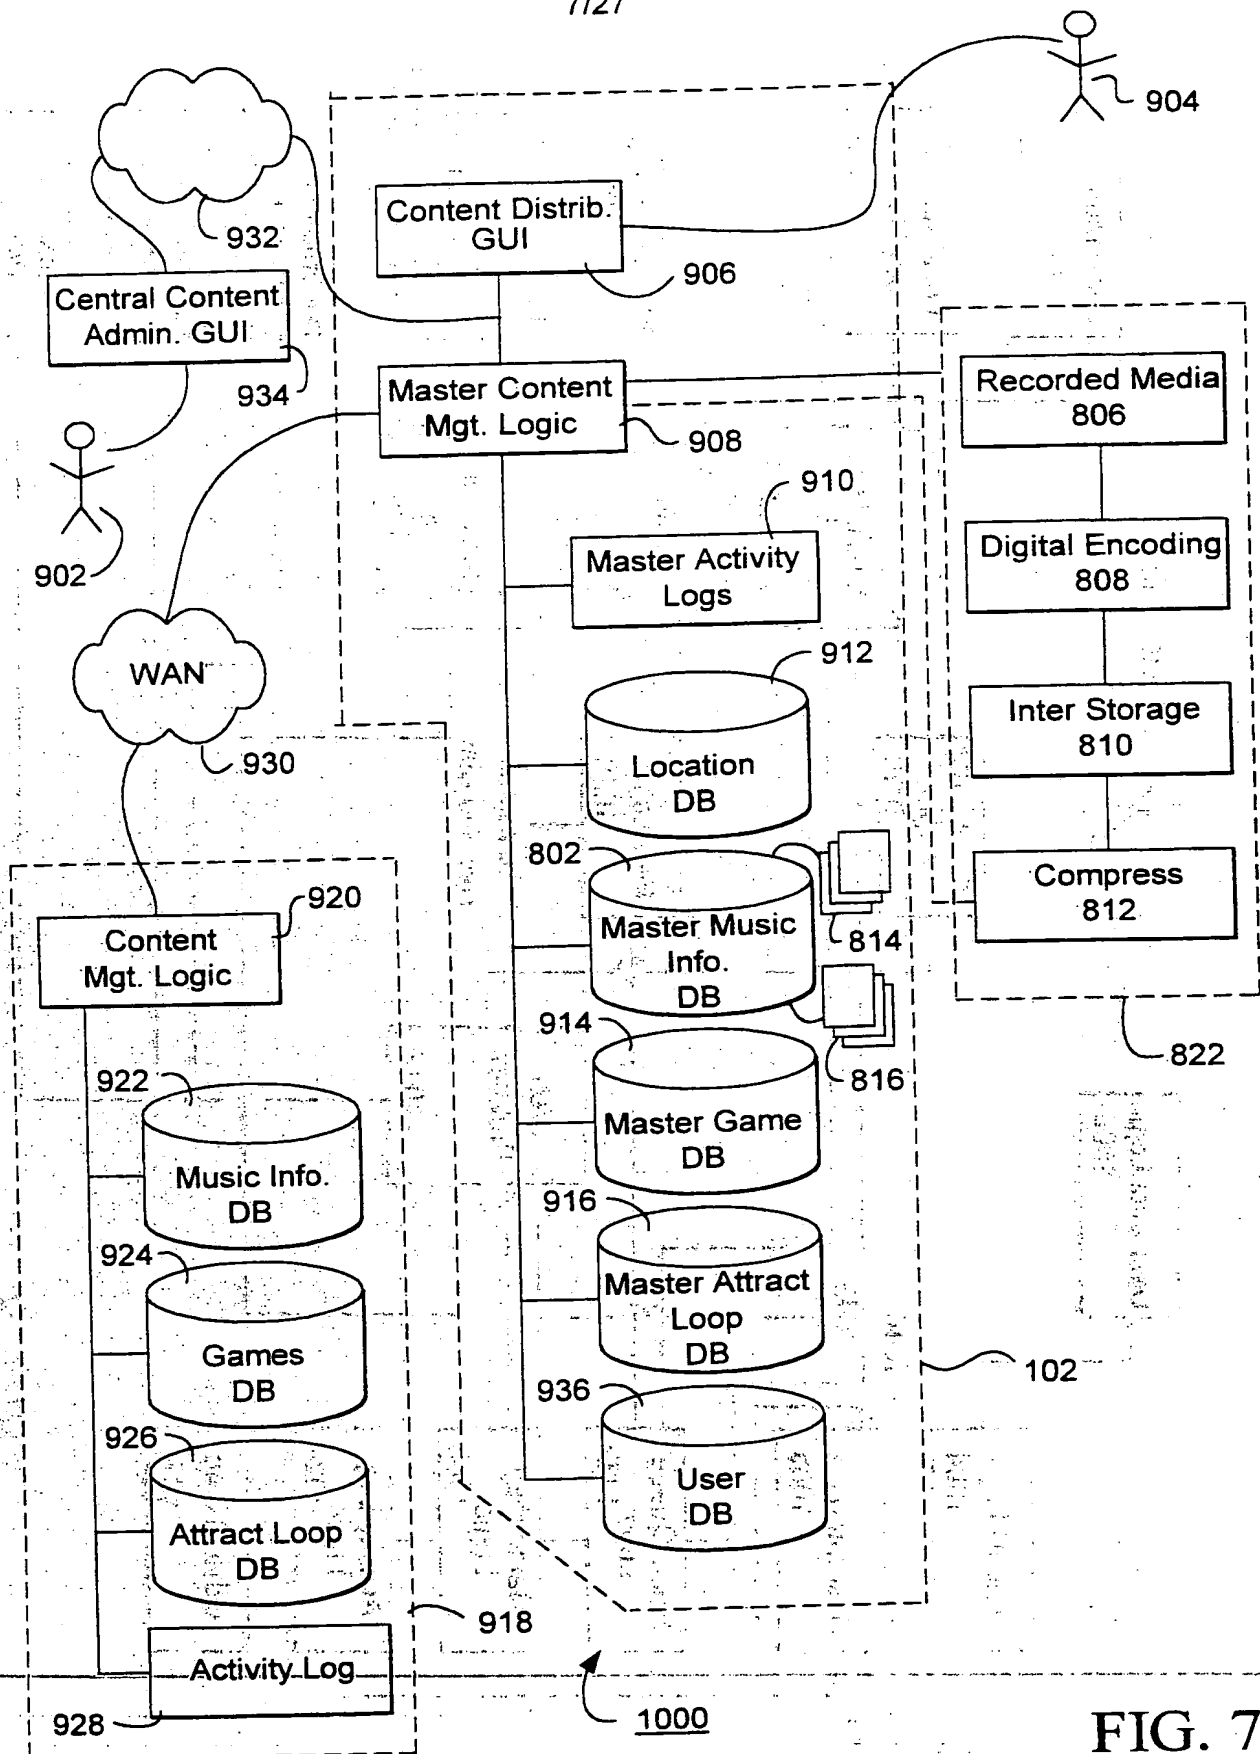 7/27
904
932
Content Distrib.
GUI
906
Central Content
Admin. GUI
934
Master Content
Mgt. Logic
908
Recorded Media
806
902
910
Master Activity
Logs
Digital Encoding
808
WAN
930
912
Location
DB
Inter Storage
810
802
Master Music
Info.
DB
814
816
Compress
812
822
920
Content
Mgt. Logic
914
Master Game
DB
922
Music Info.
DB
916
Master Attract
Loop
DB
102
924
Games
DB
936
User
DB
926
Attract Loop
DB
918
Activity Log
928
1000
FIG. 7